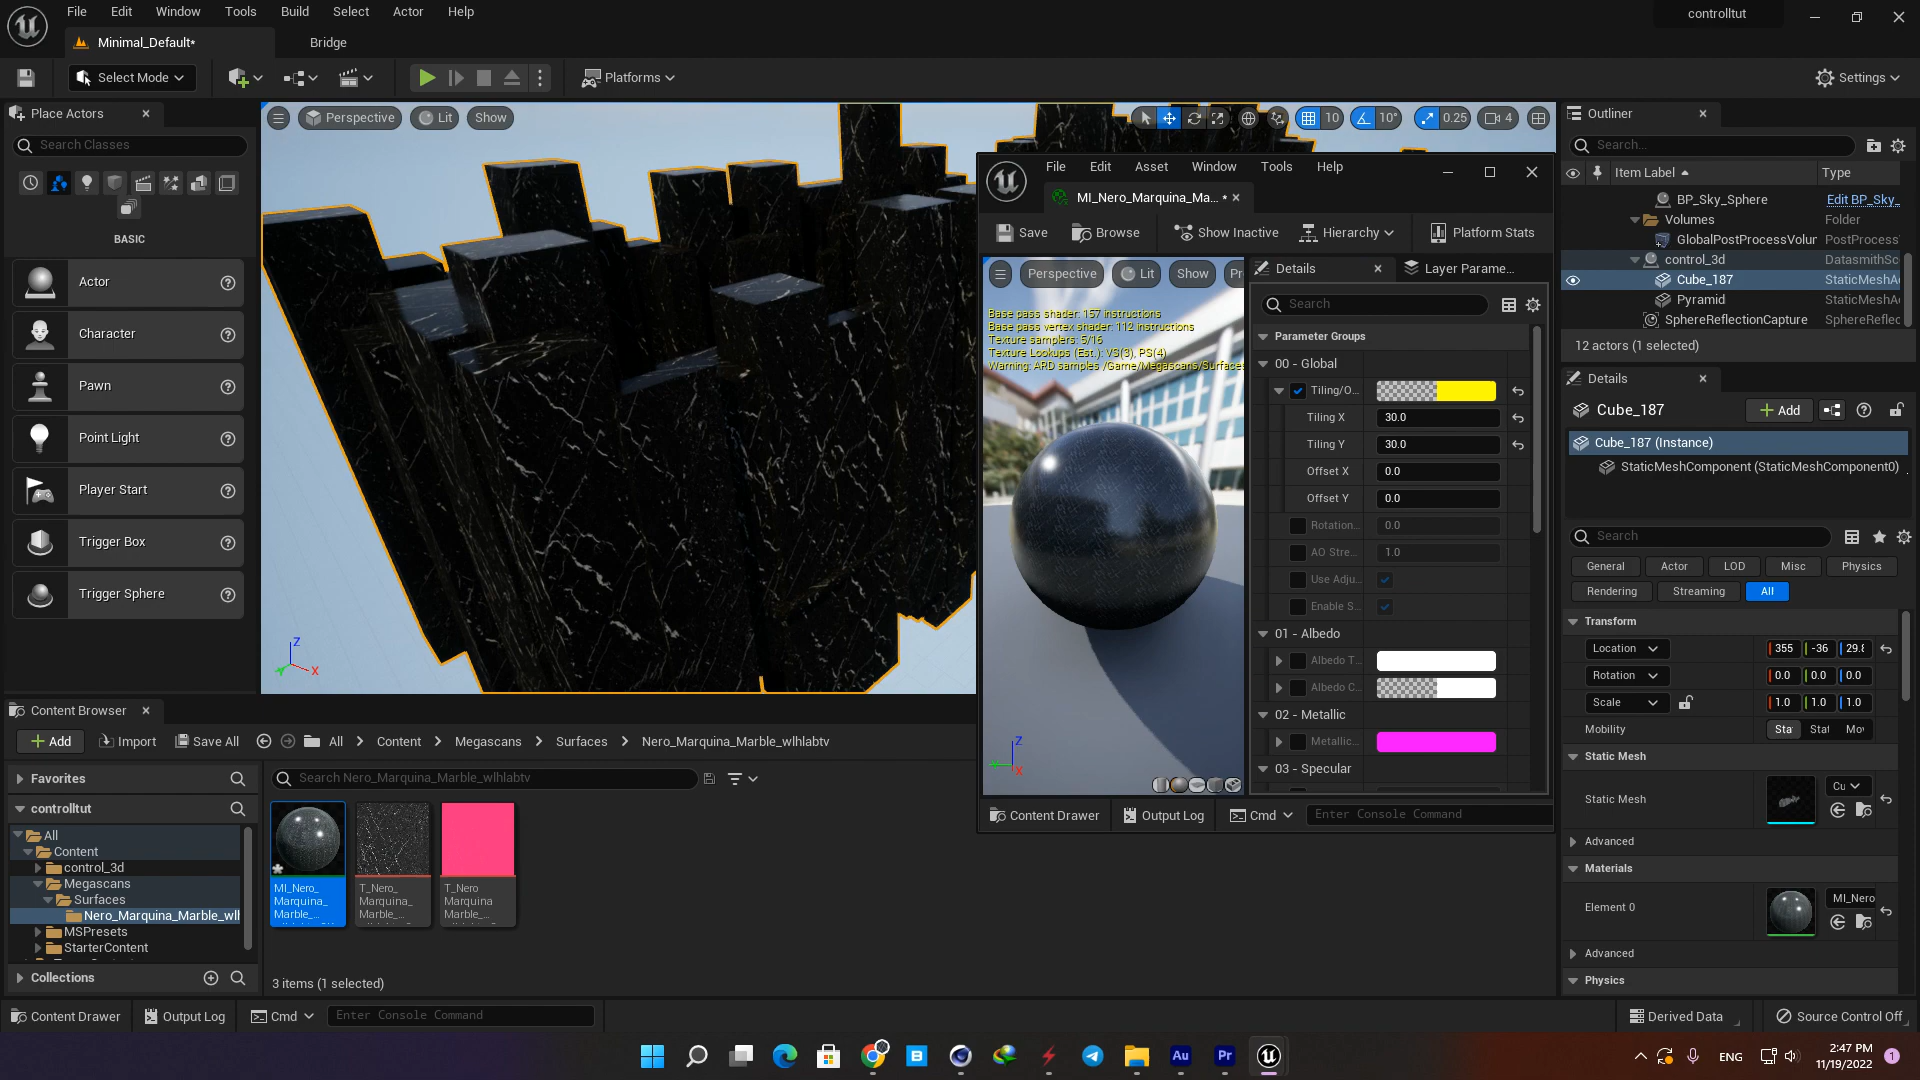 File Edit Window Tools Build Select Actor Help
controlltut
Minimal_Default*
Bridge
Select Mode
Platforms
Settings
Place Actors
Search Classes
BASIC
Actor
Character
Pawn
Point Light
Player Start
Trigger Box
Trigger Sphere
Perspective
Lit
Show
10
10°
0.25
4
Z
X
File Edit Asset Window Tools Help
MI_Nero_Marquina_Ma... *
Save
Browse
Show Inactive
Hierarchy
Platform Stats
Perspective
Lit
Show
Pr
Base pass shader: 157 instructions
Base pass vertex shader: 112 instructions
Texture samplers: 5/16
Texture Lookups (Est.): VS(3), PS(4)
Warning: ARD samples /Game/Megascans/Surfaces
Z
X
Details
Layer Parame...
Search
Parameter Groups
00 - Global
Tiling/O...
Tiling X 30.0
Tiling Y 30.0
Offset X 0.0
Offset Y 0.0
Rotation... 0.0
AO Stre... 1.0
Use Adju...
Enable S...
01 - Albedo
Albedo T...
Albedo C...
02 - Metallic
Metallic...
03 - Specular
Content Drawer
Output Log
Cmd
Enter Console Command
Outliner
Search...
Item Label
Type
BP_Sky_Sphere Edit BP_Sky_
Volumes Folder
GlobalPostProcessVolur PostProcess
control_3d DatasmithSc
Cube_187 StaticMeshA
Pyramid StaticMeshA
SphereReflectionCapture SphereReflec
12 actors (1 selected)
Details
Cube_187
Add
Cube_187 (Instance)
StaticMeshComponent (StaticMeshComponent0)
Search
General Actor LOD Misc Physics
Rendering Streaming All
Transform
Location 355 -36 29.8
Rotation 0.0 0.0 0.0
Scale 1.0 1.0 1.0
Mobility Sta Stat Mov
Static Mesh
Static Mesh Cu
Advanced
Materials
Element 0 MI_Nero
Advanced
Physics
Content Browser
Add
Import
Save All
All > Content > Megascans > Surfaces > Nero_Marquina_Marble_wlhlabtv
Favorites
controlltut
All
Content
control_3d
Megascans
Surfaces
Nero_Marquina_Marble_wlh
MSPresets
StarterContent
Collections
Search Nero_Marquina_Marble_wlhlabtv
MI_Nero_
Marquina_
Marble_...
T_Nero_
Marquina_
Marble_...
T_Nero
Marquina
Marble_...
3 items (1 selected)
Content Drawer
Output Log
Cmd
Enter Console Command
Derived Data
Source Control Off
B
Au
Pr
ENG
2:47 PM
11/19/2022
1